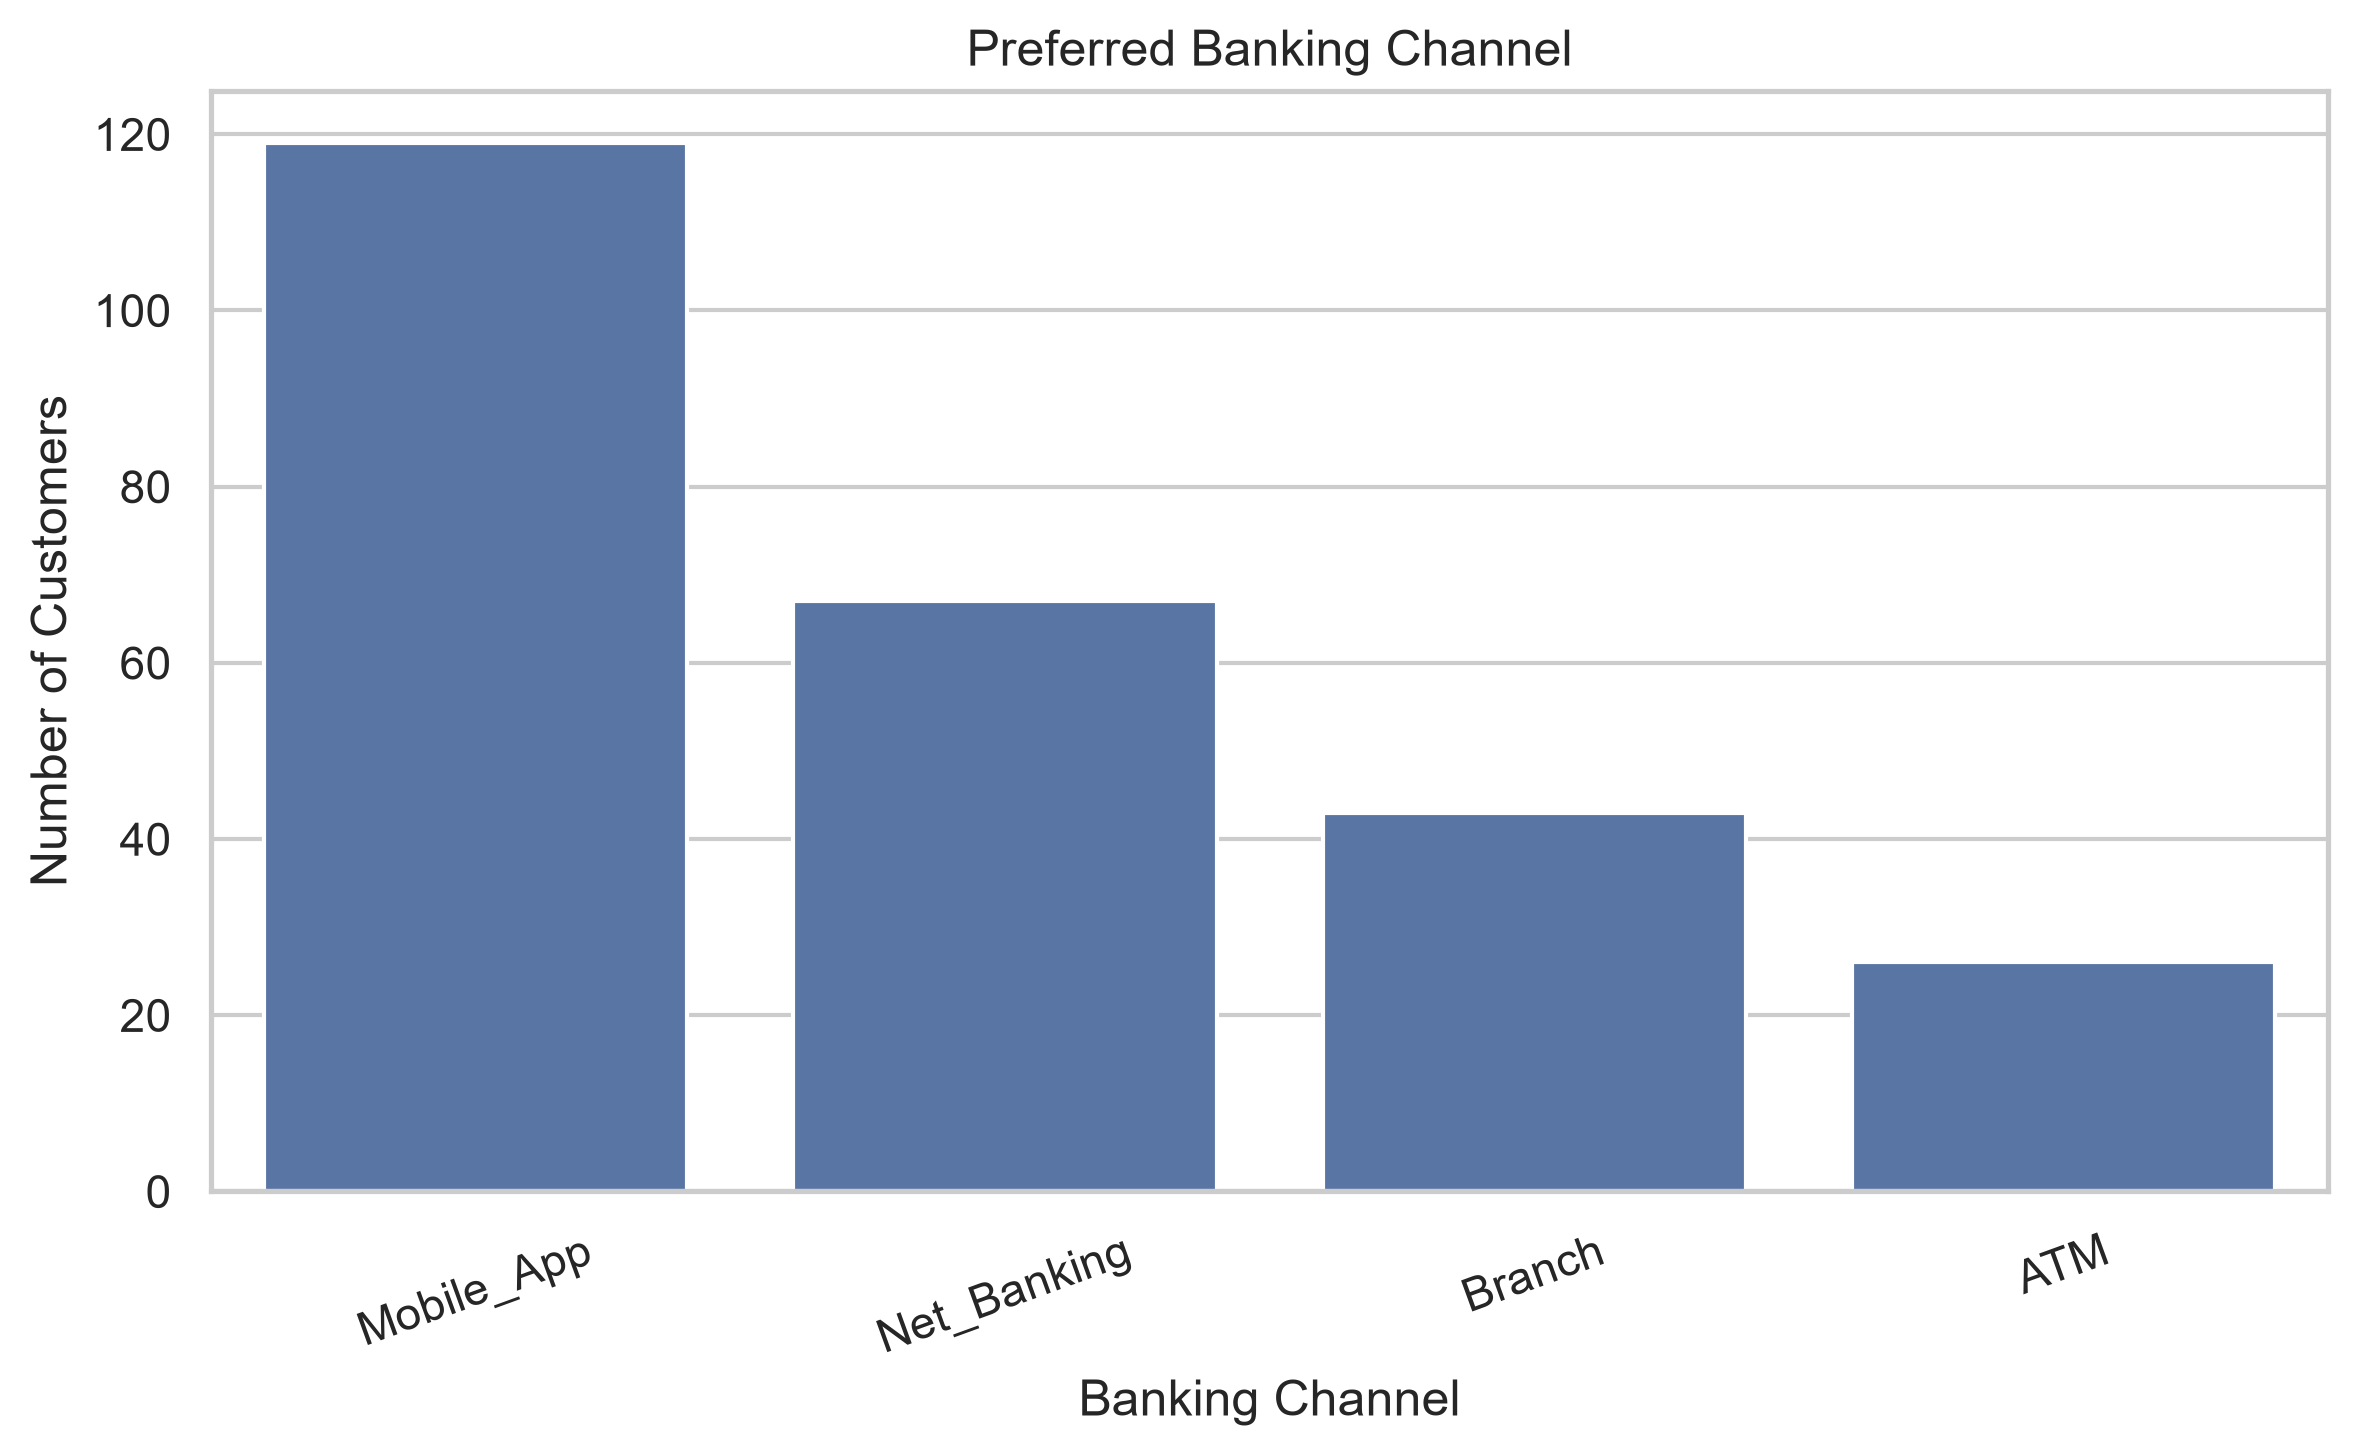 Preferred Banking Channel
120
100
80
60
40
20
0
Number of Customers
Mobile_App
Net_Banking
Branch
ATM
Banking Channel